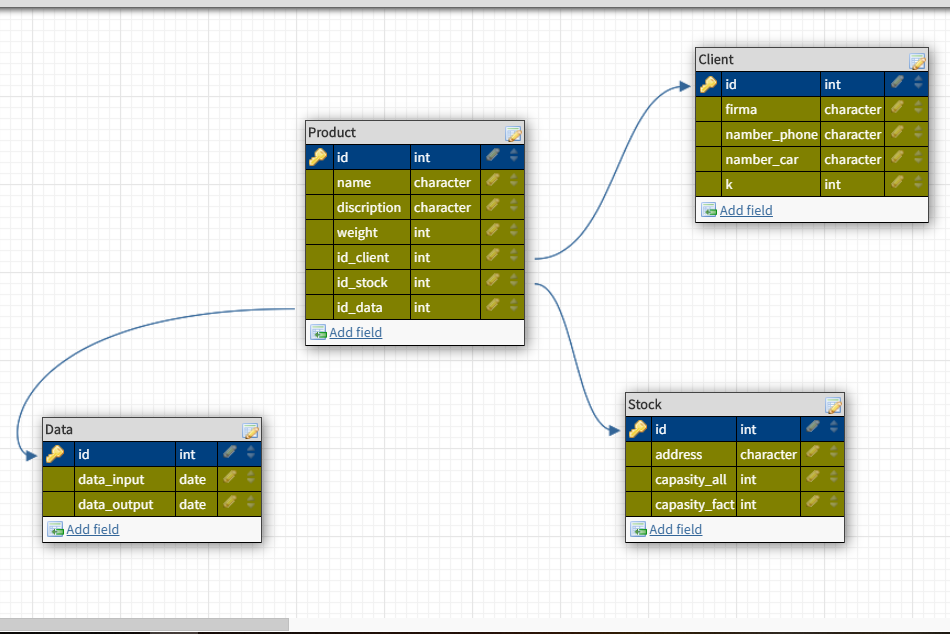 Client
id int
firma character
namber_phone character
namber_car character
k int
Add field
Product
id int
name character
discription character
weight int
id_client int
id_stock int
id_data int
Add field
Stock
id int
address character
capasity_all int
capasity_fact int
Add field
Data
id int
data_input date
data_output date
Add field